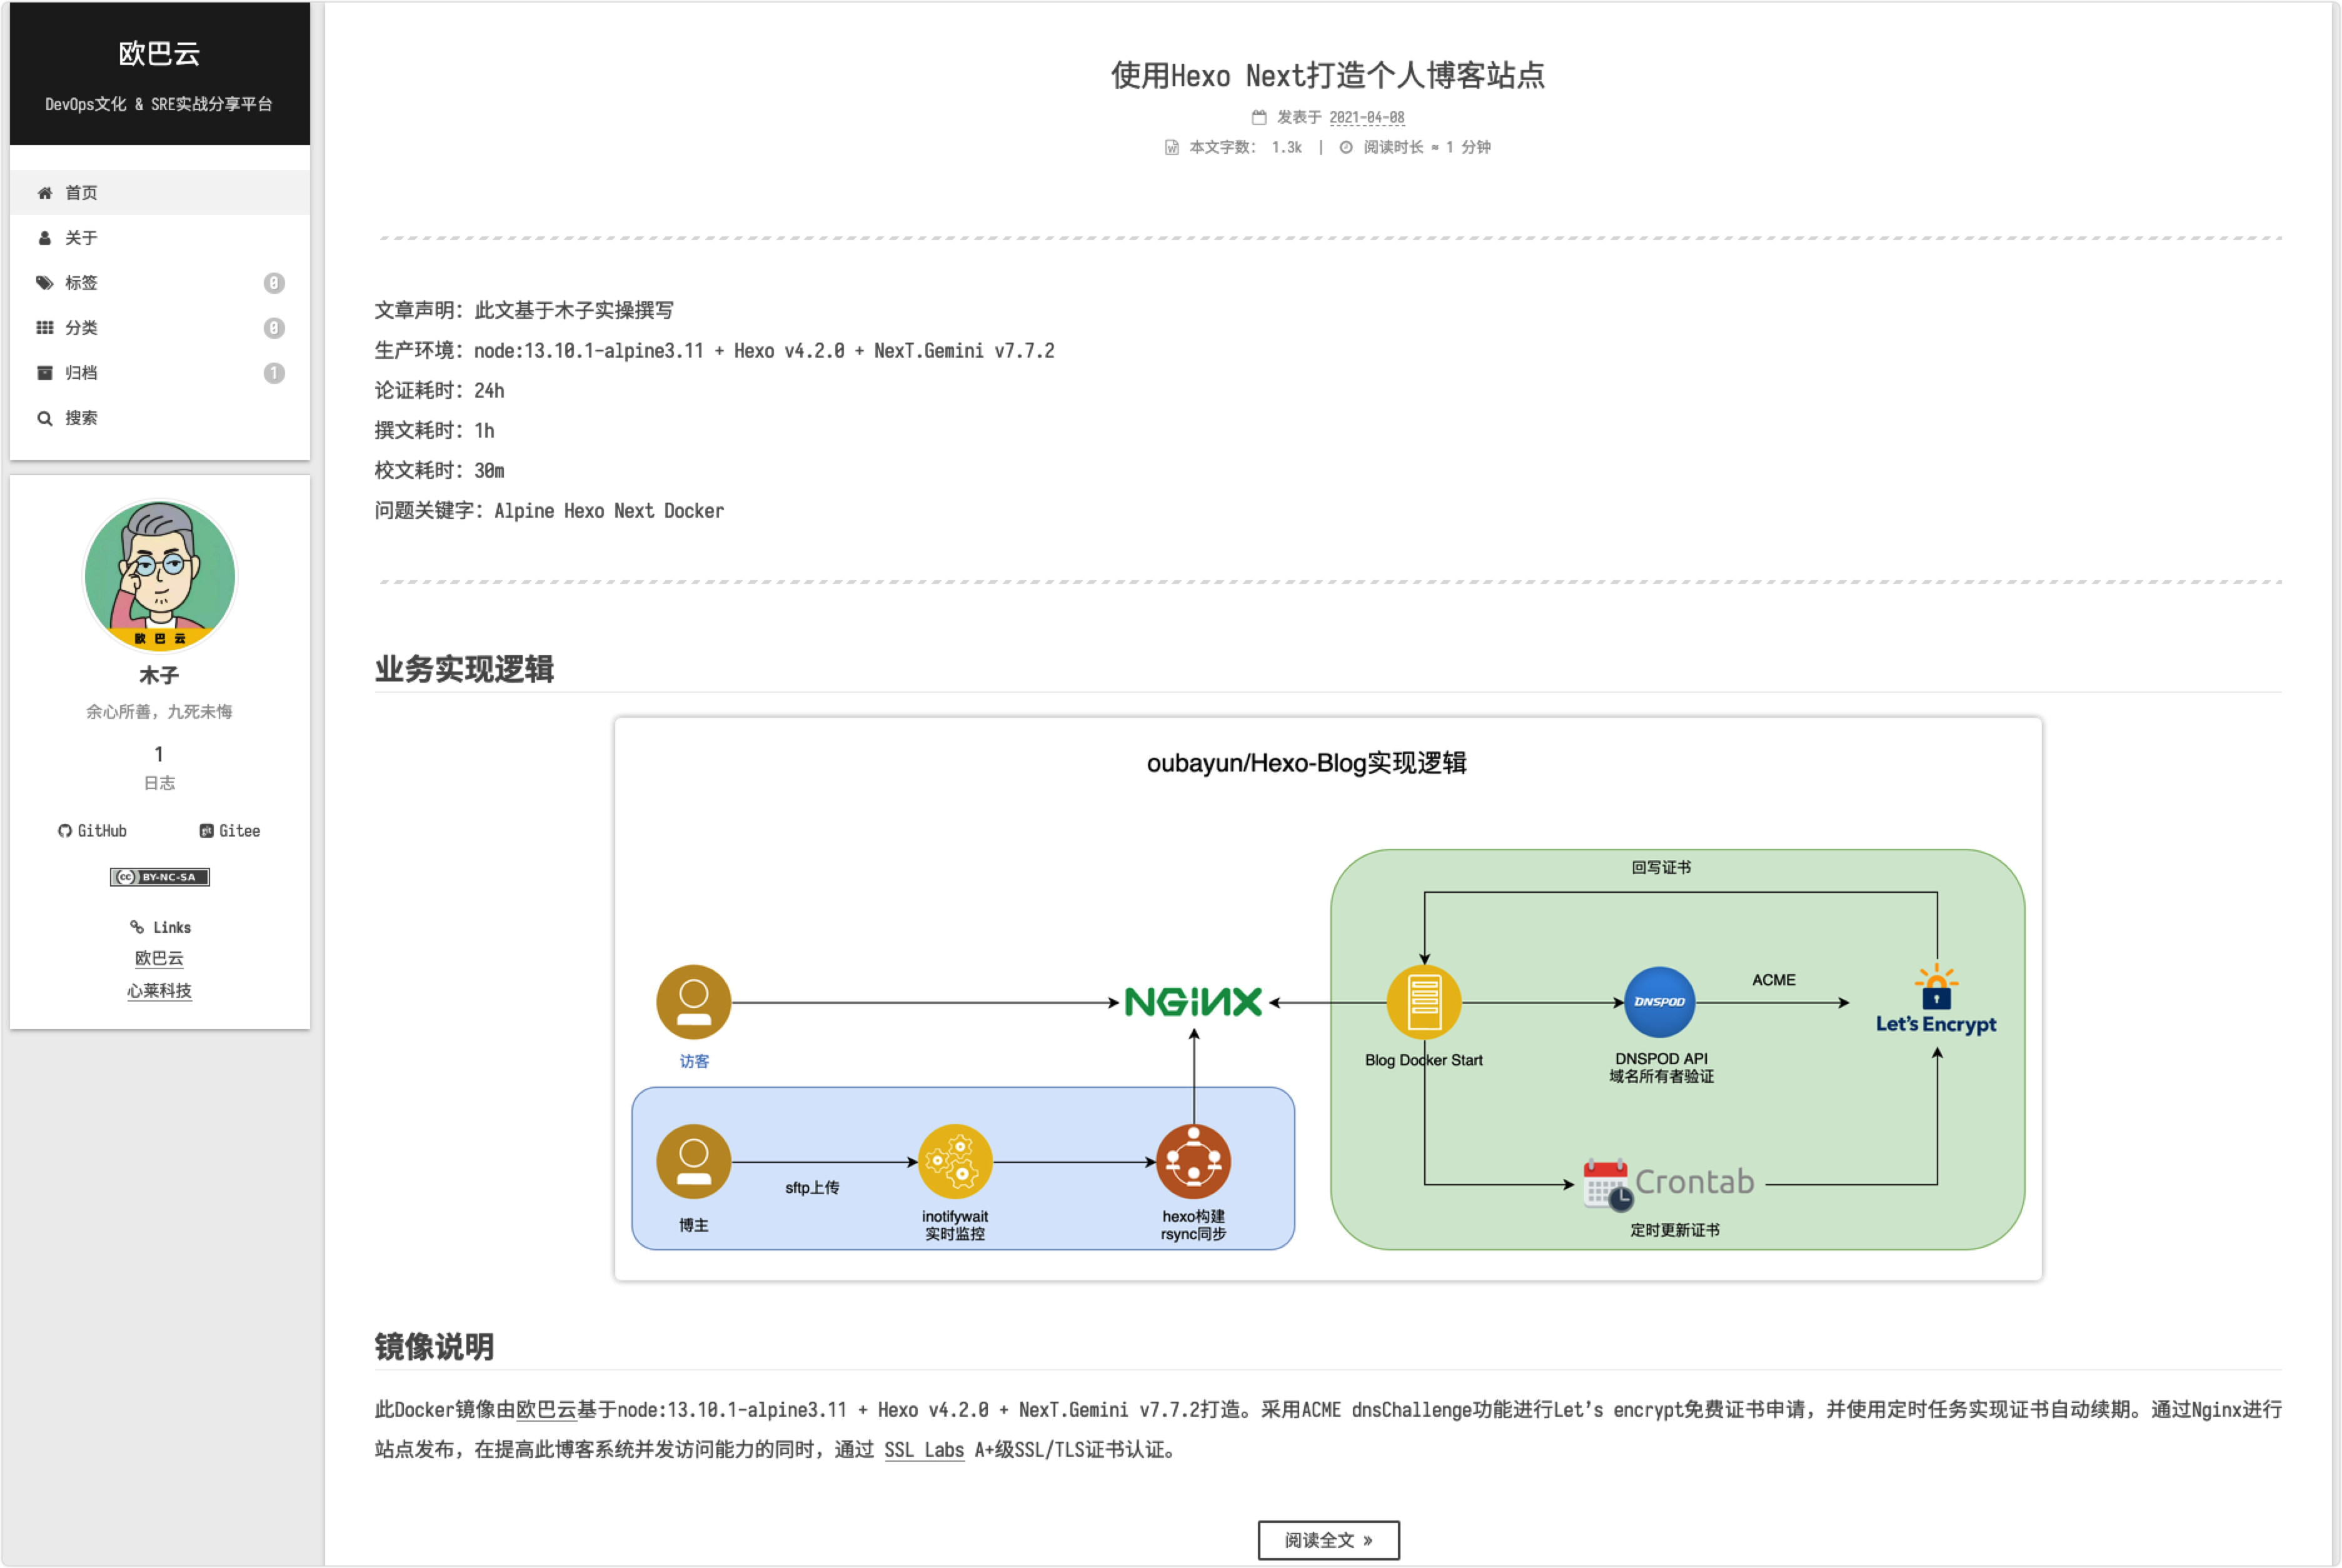 欧巴云
DevOps文化 & SRE实战分享平台
首页
关于
标签 0
分类 0
归档 1
搜索
欧 巴 云
木子
余心所善，九死未悔
1
日志
GitHub Gitee
cc BY-NC-SA
Links
欧巴云
心莱科技
使用Hexo Next打造个人博客站点
发表于 2021-04-08
本文字数： 1.3k | 阅读时长 ≈ 1 分钟
文章声明：此文基于木子实操撰写
生产环境：node:13.10.1-alpine3.11 + Hexo v4.2.0 + NexT.Gemini v7.7.2
论证耗时：24h
撰文耗时：1h
校文耗时：30m
问题关键字：Alpine Hexo Next Docker
业务实现逻辑
oubayun/Hexo-Blog实现逻辑
回写证书
访客
NGINX
Blog Docker Start
DNSPOD
DNSPOD API
域名所有者验证
ACME
Let's Encrypt
博主
sftp上传
inotifywait
实时监控
hexo构建
rsync同步
Crontab
定时更新证书
镜像说明
此Docker镜像由欧巴云基于node:13.10.1-alpine3.11 + Hexo v4.2.0 + NexT.Gemini v7.7.2打造。采用ACME dnsChallenge功能进行Let's encrypt免费证书申请，并使用定时任务实现证书自动续期。通过Nginx进行
站点发布，在提高此博客系统并发访问能力的同时，通过 SSL Labs A+级SSL/TLS证书认证。
阅读全文 »